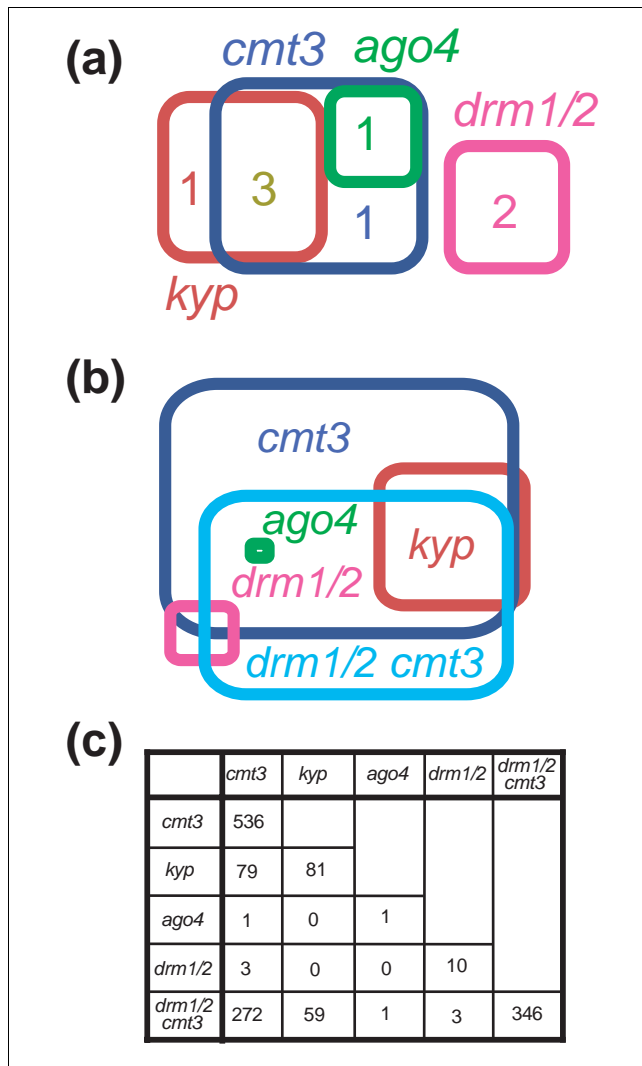 (a)
cmt3 ago4
drm1/2
1 3 1 1 2
kyp
(b)
cmt3
ago4
-
kyp
drm1/2
drm1/2 cmt3
(c)
cmt3 kyp ago4 drm1/2 drm1/2 cmt3
cmt3 536
kyp 79 81
ago4 1 0 1
drm1/2 3 0 0 10
drm1/2 cmt3 272 59 1 3 346